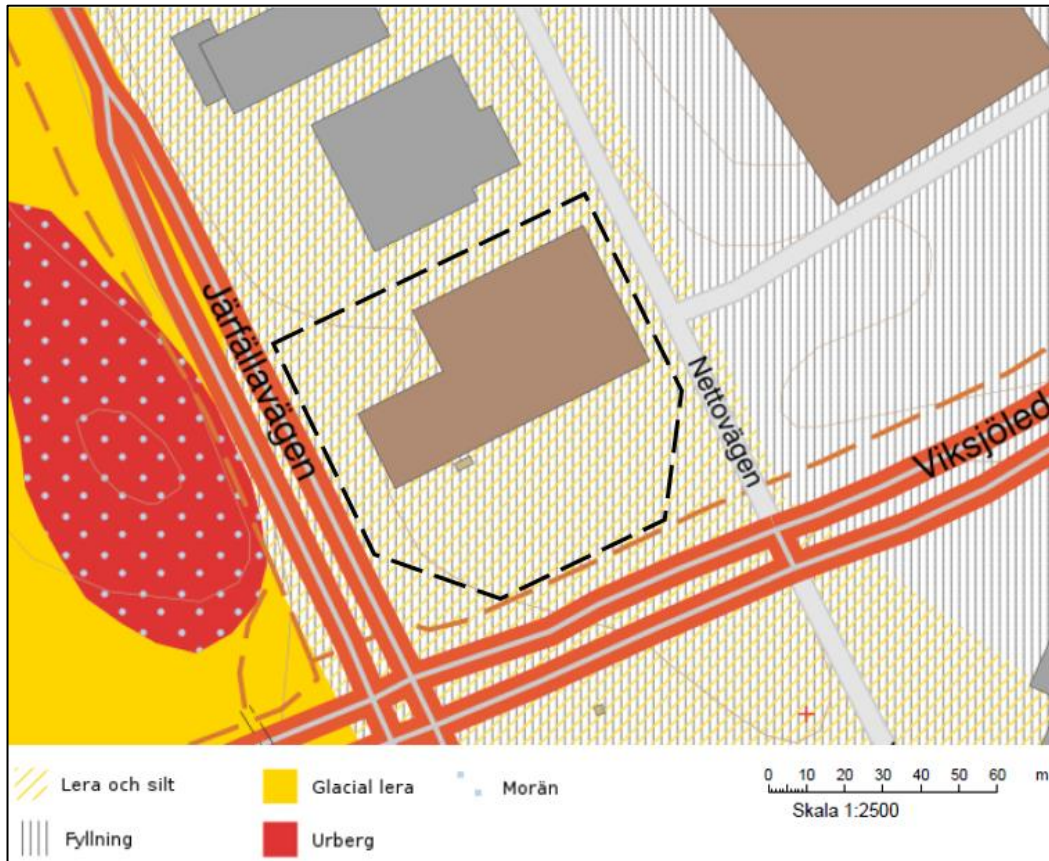 Järfällavägen
Nettovägen
Viksjöled
Lera och silt
Glacial lera
Morän
Fyllning
Urberg
0 10 20 30 40 50 60 m
Skala 1:2500